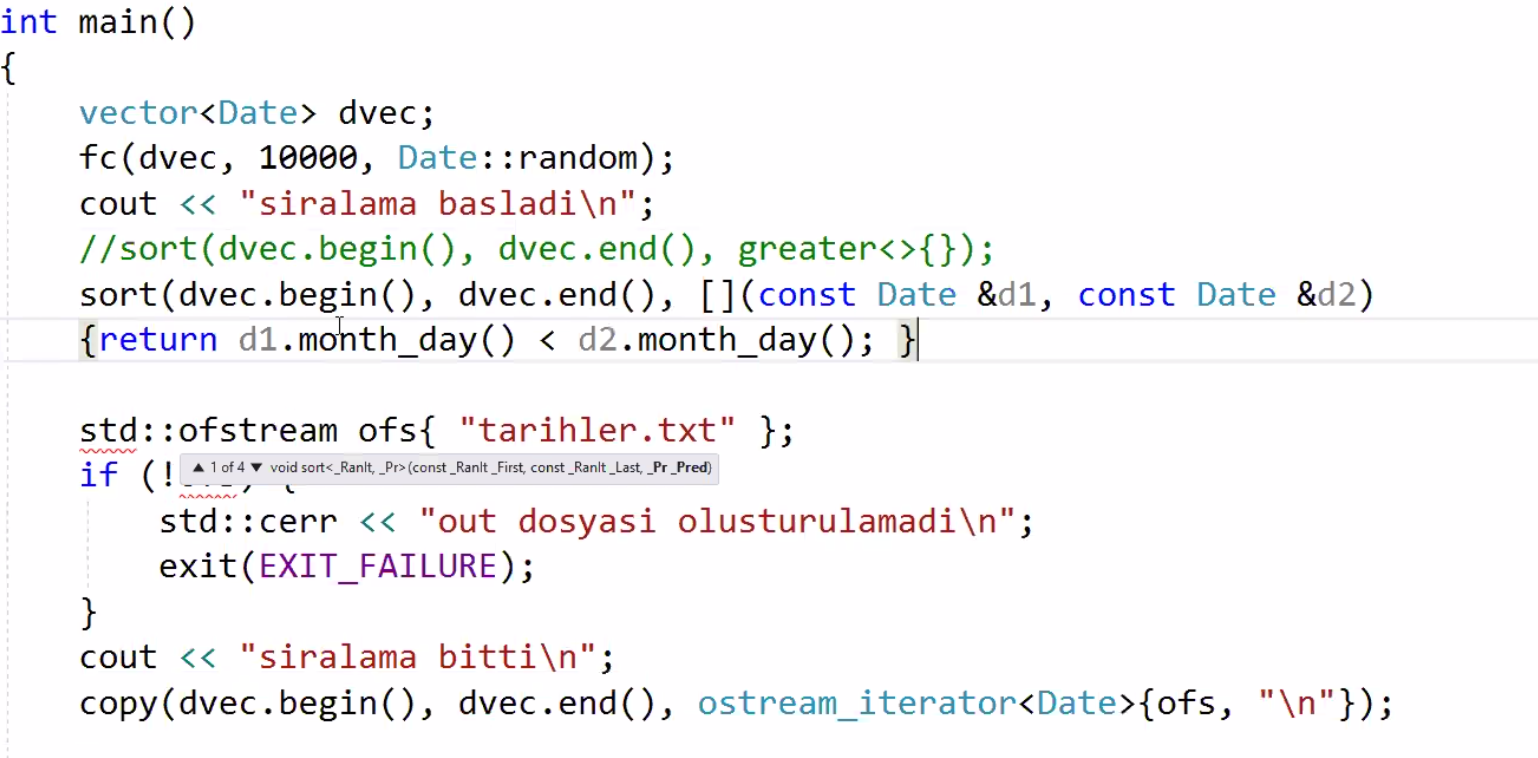 int main()
{
vector<Date> dvec;
fc(dvec, 10000, Date::random);
cout << "siralama basladi\n";
//sort(dvec.begin(), dvec.end(), greater<>{});
sort(dvec.begin(), dvec.end(), [](const Date &d1, const Date &d2)
{return d1.month_day() < d2.month_day(); }
std::ofstream ofs{ "tarihler.txt" };
▲ 1 of 4 ▼ void sort<_RanIt, _Pr>(const _RanIt _First, const _RanIt _Last, _Pr _Pred)
if (! ) {
std::cerr << "out dosyasi olusturulamadi\n";
exit(EXIT_FAILURE);
}
cout << "siralama bitti\n";
copy(dvec.begin(), dvec.end(), ostream_iterator<Date>{ofs, "\n"});